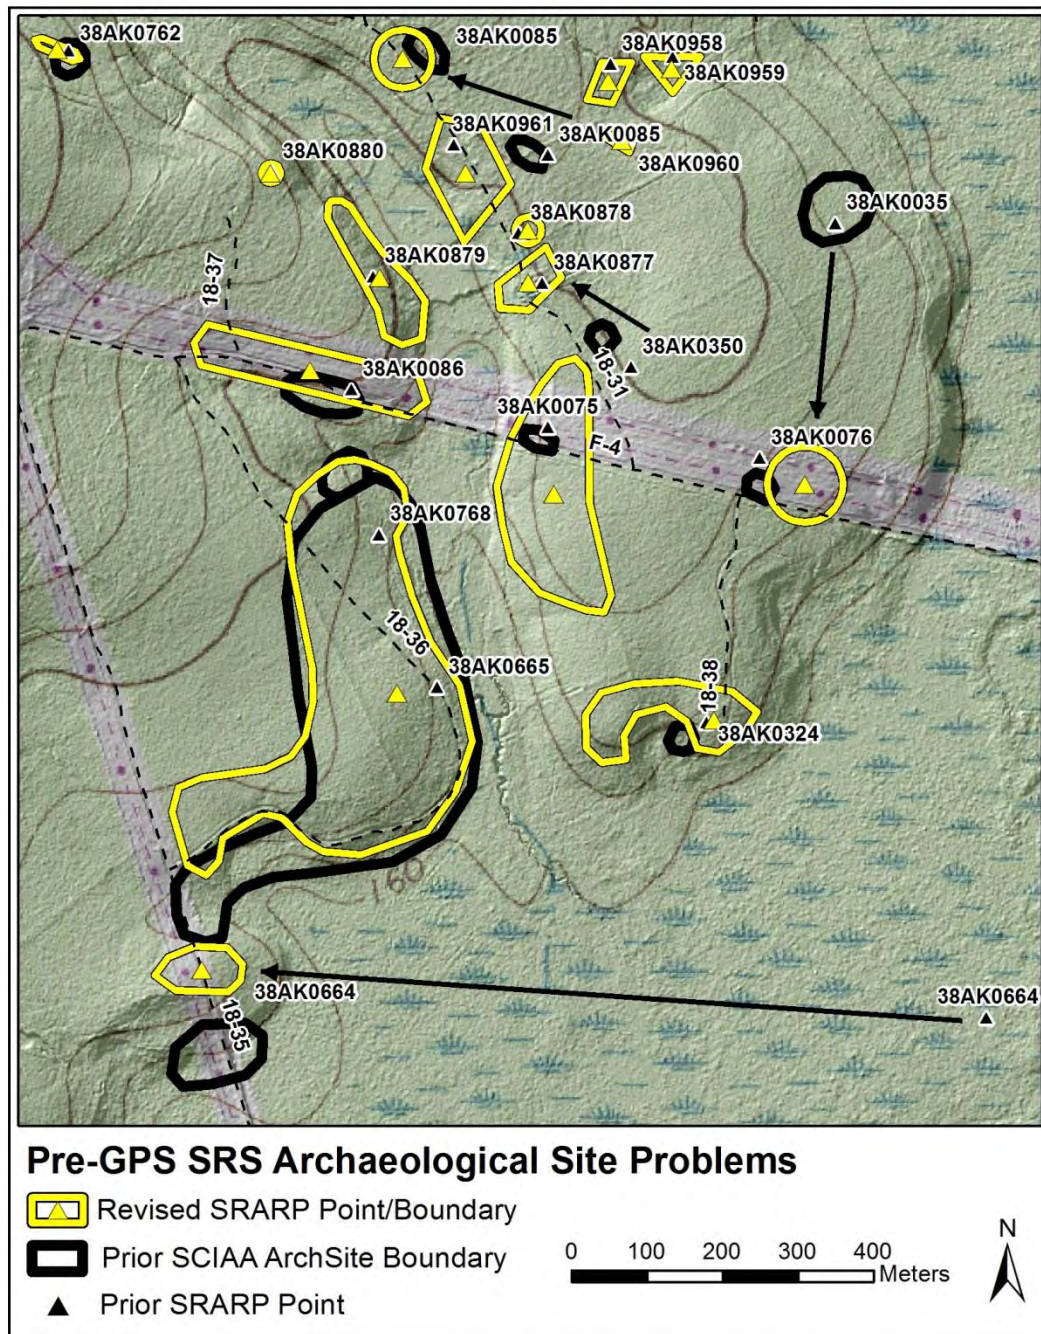 38AK0762
38AK0085
38AK0958
38AK0959
38AK0961
38AK0085
38AK0960
38AK0880
38AK0035
38AK0878
38AK0879
38AK0877
18-37
38AK0350
18-31
38AK0086
38AK0075
F-4
38AK0076
38AK0768
18-36
38AK0665
18-38
38AK0324
160
38AK0664
38AK0664
18-35
Pre-GPS SRS Archaeological Site Problems
Revised SRARP Point/Boundary
Prior SCIAA ArchSite Boundary
Prior SRARP Point
0 100 200 300 400
Meters
N